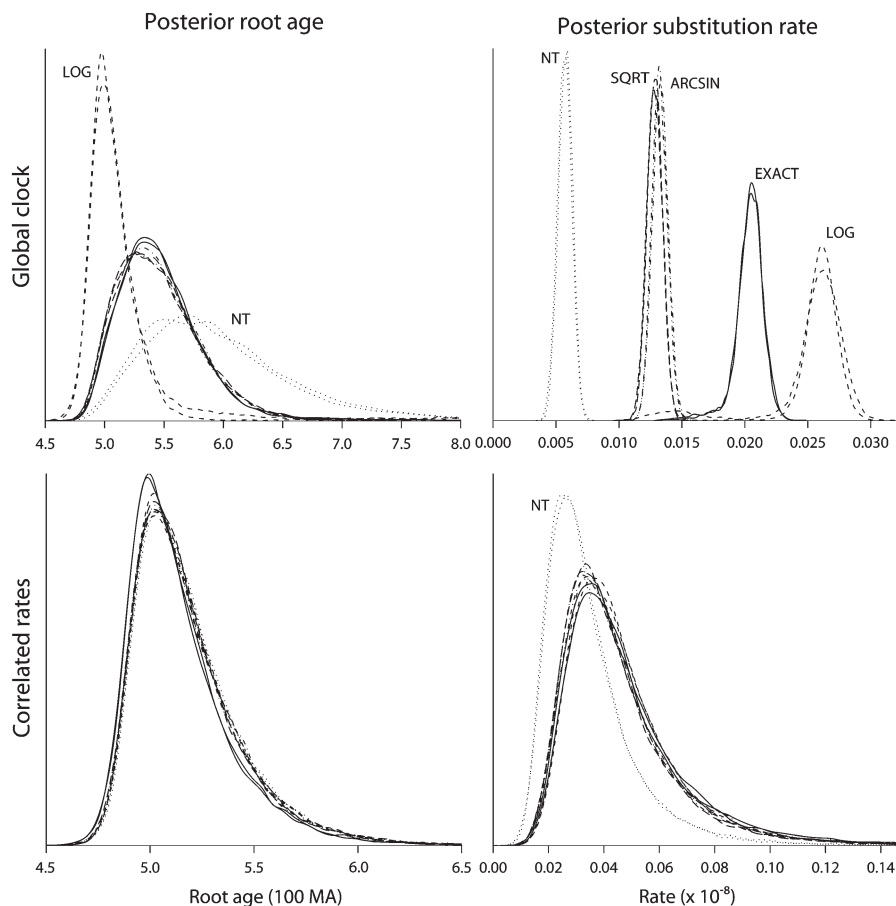 Posterior root age
Posterior substitution rate
Global clock
LOG
NT
4.5 5.0 5.5 6.0 6.5 7.0 7.5 8.0
NT
SQRT
ARCSIN
EXACT
LOG
0.000 0.005 0.010 0.015 0.020 0.025 0.030
Correlated rates
4.5 5.0 5.5 6.0 6.5
Root age (100 MA)
NT
0.00 0.02 0.04 0.06 0.08 0.10 0.12 0.14
Rate (x 10⁻⁸)